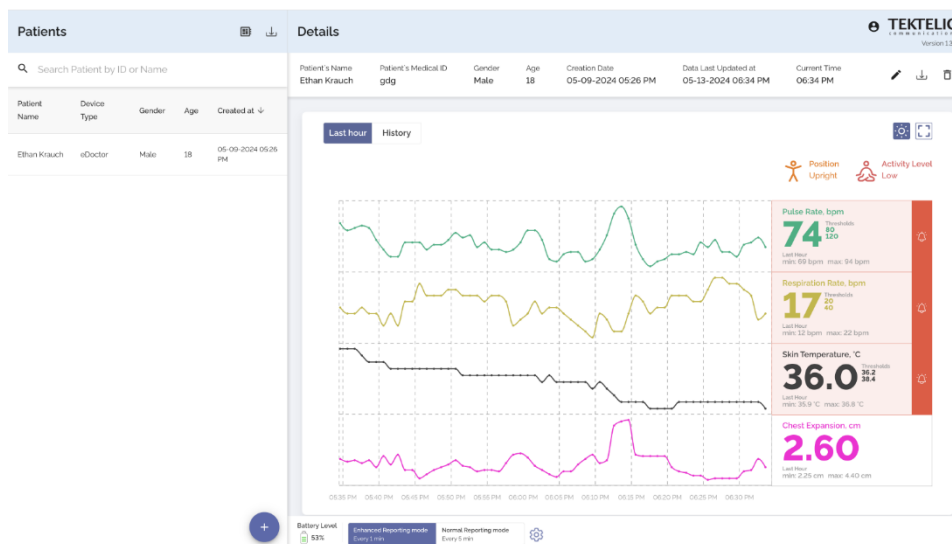 Patients
Search Patient by ID or Name
Patient Name
Device Type
Gender
Age
Created at
Ethan Krauch
eDoctor
Male
18
05-09-2024 05:26 PM
Details
TEKTELIC
communications
Patient's Name
Ethan Krauch
Patient's Medical ID
gdg
Gender
Male
Age
18
Creation Date
05-09-2024 05:26 PM
Data Last Updated at
05-13-2024 06:34 PM
Current Time
06:34 PM
Last hour
History
Position
Upright
Activity Level
Low
Pulse Rate, bpm
74
Thresholds
80
120
Last Hour
min: 69 bpm max: 94 bpm
Respiration Rate, bpm
17
Thresholds
20
40
Last Hour
min: 12 bpm max: 22 bpm
Skin Temperature, °C
36.0
Thresholds
36.2
38.4
Last Hour
min: 35.9 °C max: 36.8 °C
Chest Expansion, cm
2.60
Last Hour
min: 2.25 cm max: 4.40 cm
06:35 PM 06:40 PM 06:45 PM 06:50 PM 06:55 PM 06:00 PM 06:05 PM 06:10 PM 06:15 PM 06:20 PM 06:25 PM 06:30 PM
Battery Level
53%
Enhanced Reporting mode
Every 1 min
Normal Reporting mode
Every 6 min